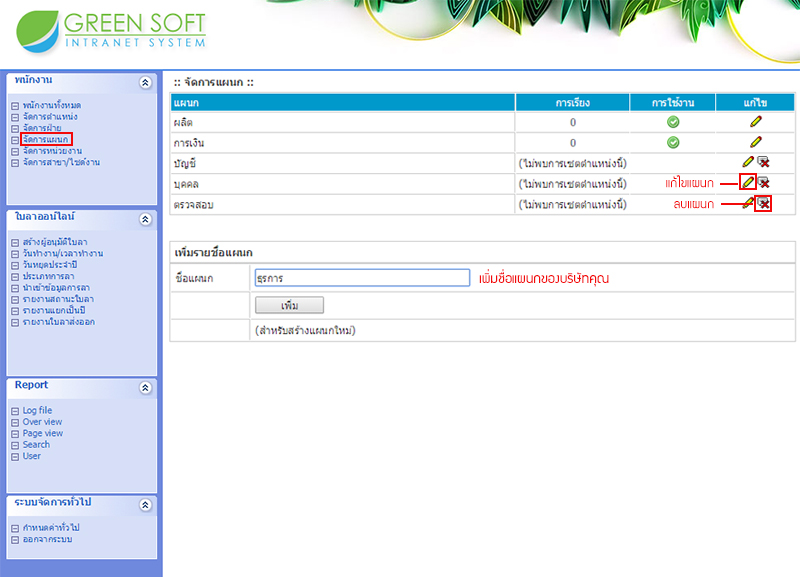 GREEN SOFT
INTRANET SYSTEM
พนักงาน
พนักงานทั้งหมด
จัดการตำแหน่ง
จัดการฝ่าย
จัดการแผนก
จัดการหน่วยงาน
จัดการสาขา/ไซต์งาน
ใบลาออนไลน์
สร้างผู้อนุมัติใบลา
วันทำงาน/เวลาทำงาน
วันหยุดประจำปี
ประเภทการลา
นำเข้าข้อมูลการลา
รายงานสถานะใบลา
รายงานแยกเป็นปี
รายงานใบลาส่งออก
Report
Log file
Over view
Page view
Search
User
ระบบจัดการทั่วไป
กำหนดค่าทั่วไป
ออกจากระบบ
:: จัดการแผนก ::
แผนก การเรียง การใช้งาน แก้ไข
ผลิต 0
การเงิน 0
บัญชี (ไม่พบการเซตตำแหน่งนี้)
บุคคล (ไม่พบการเซตตำแหน่งนี้) แก้ไขแผนก
ตรวจสอบ (ไม่พบการเซตตำแหน่งนี้) ลบแผนก
เพิ่มรายชื่อแผนก
ชื่อแผนก ธุรการ เพิ่มชื่อแผนกของบริษัทคุณ
เพิ่ม
(สำหรับสร้างแผนกใหม่)